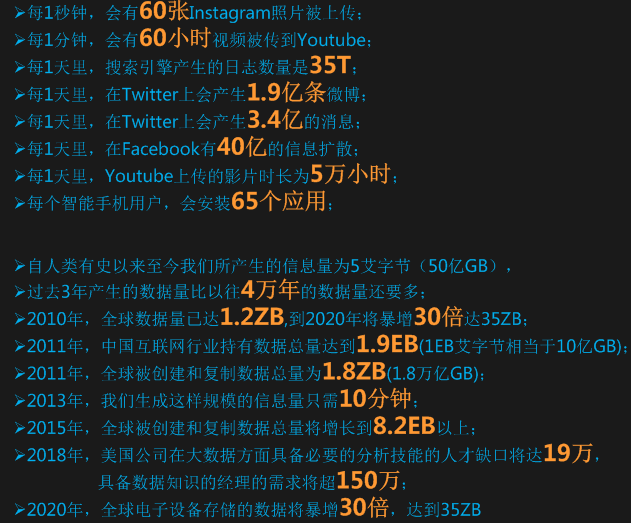 ➢每1秒钟，会有60张Instagram照片被上传；
➢每1分钟，会有60小时视频被传到Youtube；
➢每1天里，搜索引擎产生的日志数量是35T；
➢每1天里，在Twitter上会产生1.9亿条微博；
➢每1天里，在Twitter上会产生3.4亿的消息；
➢每1天里，在Facebook有40亿的信息扩散；
➢每1天里，Youtube上传的影片时长为5万小时；
➢每个智能手机用户，会安装65个应用；
➢自人类有史以来至今我们所产生的信息量为5艾字节（50亿GB），
➢过去3年产生的数据量比以往4万年的数据量还要多；
➢2010年，全球数据量已达1.2ZB,到2020年将暴增30倍达35ZB；
➢2011年，中国互联网行业持有数据总量达到1.9EB(1EB艾字节相当于10亿GB)；
➢2011年，全球被创建和复制数据总量为1.8ZB(1.8万亿GB)；
➢2013年，我们生成这样规模的信息量只需10分钟；
➢2015年，全球被创建和复制数据总量将增长到8.2EB以上；
➢2018年，美国公司在大数据方面具备必要的分析技能的人才缺口将达19万，
具备数据知识的经理的需求将超150万；
➢2020年，全球电子设备存储的数据将暴增30倍，达到35ZB